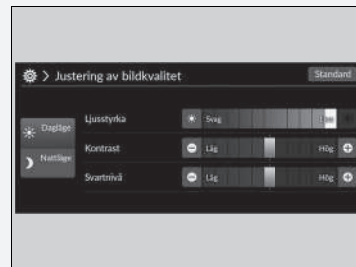 > Justering av bildkvalitet Standard
Dagläge
Nattläge
Ljusstyrka Svag
Kontrast Låg Hög
Svartnivå Låg Hög